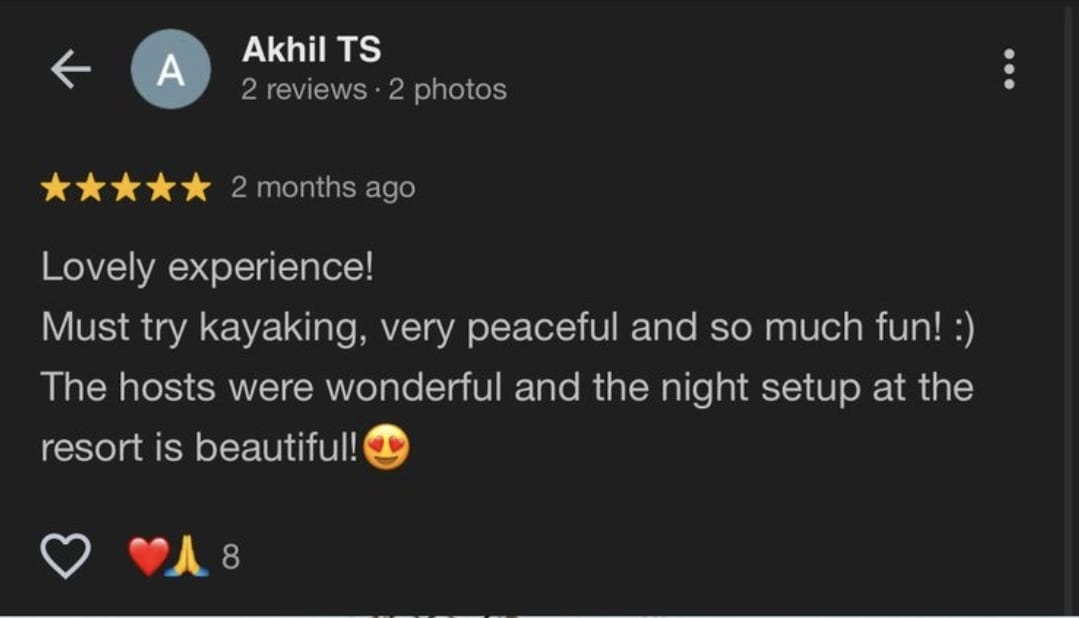 A
Akhil TS
2 reviews · 2 photos
2 months ago
Lovely experience!
Must try kayaking, very peaceful and so much fun! :)
The hosts were wonderful and the night setup at the
resort is beautiful!😍
❤️🙏 8